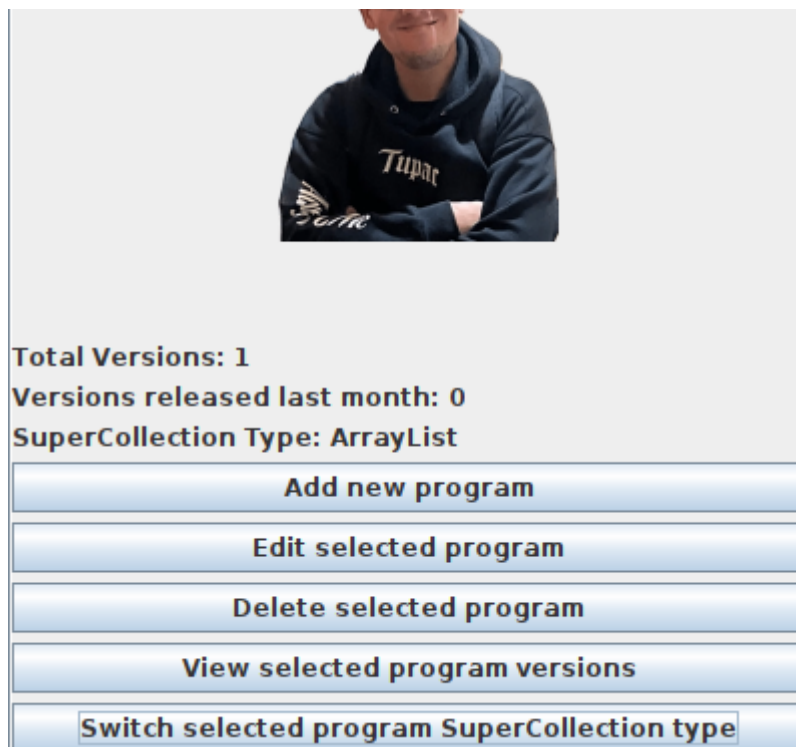 Tupac
Total Versions: 1
Versions released last month: 0
SuperCollection Type: ArrayList
Add new program
Edit selected program
Delete selected program
View selected program versions
Switch selected program SuperCollection type